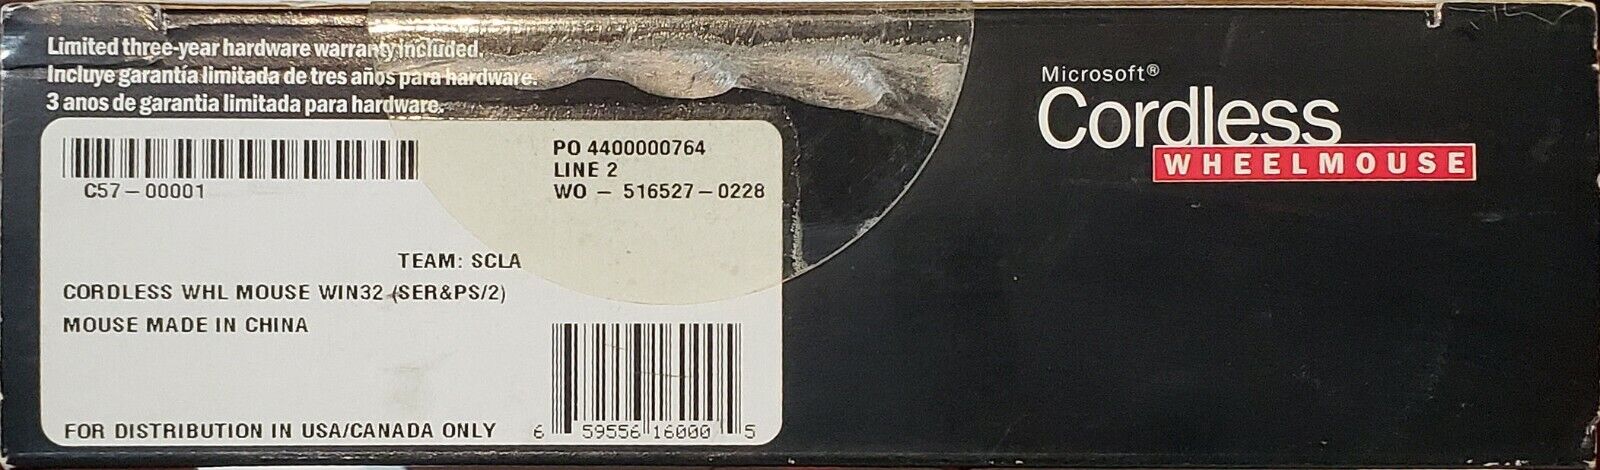 Limited three-year hardware warranty included.
Incluye garantía limitada de tres años para hardware.
3 anos de garantia limitada para hardware.
C57-00001
PO 4400000764
LINE 2
WO - 516527-0228
TEAM: SCLA
CORDLESS WHL MOUSE WIN32 (SER&PS/2)
MOUSE MADE IN CHINA
FOR DISTRIBUTION IN USA/CANADA ONLY
6 59556 16000 5
Microsoft®
Cordless
WHEELMOUSE